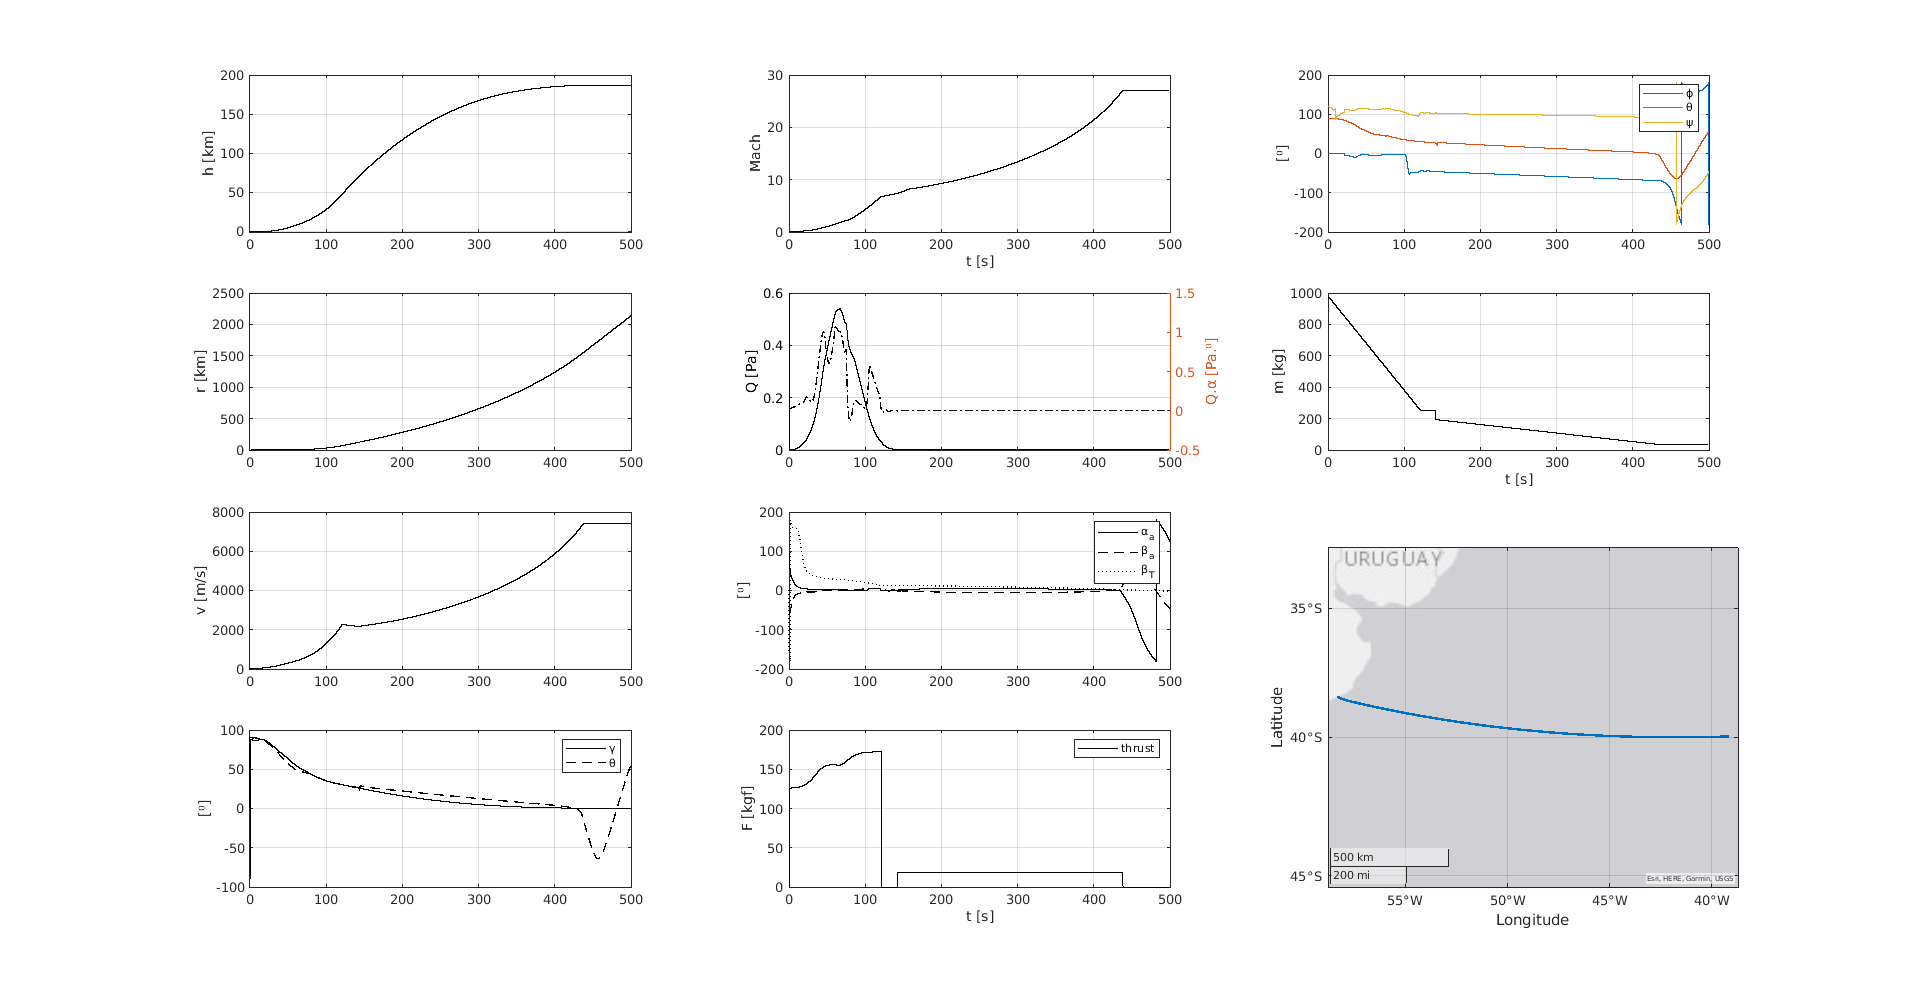 200
150
100
50
0
h [km]
0 100 200 300 400 500
30
20
10
0
Mach
0 100 200 300 400 500
t [s]
200
100
0
-100
-200
[º]
ϕ
θ
ψ
0 100 200 300 400 500
2500
2000
1500
1000
500
0
r [km]
0 100 200 300 400 500
0.6
0.4
0.2
0
Q [Pa]
1.5
1
0.5
0
-0.5
Q.α [Pa.º]
0 100 200 300 400 500
1000
800
600
400
200
0
m [kg]
0 100 200 300 400 500
t [s]
8000
6000
4000
2000
0
v [m/s]
0 100 200 300 400 500
200
100
0
-100
-200
[º]
αa
βa
βT
0 100 200 300 400 500
URUGUAY
35°S
40°S
45°S
Latitude
500 km
200 mi
Esri, HERE, Garmin, USGS
55°W 50°W 45°W 40°W
Longitude
100
50
0
-50
-100
[º]
γ
θ
0 100 200 300 400 500
200
150
100
50
0
F [kgf]
thrust
0 100 200 300 400 500
t [s]